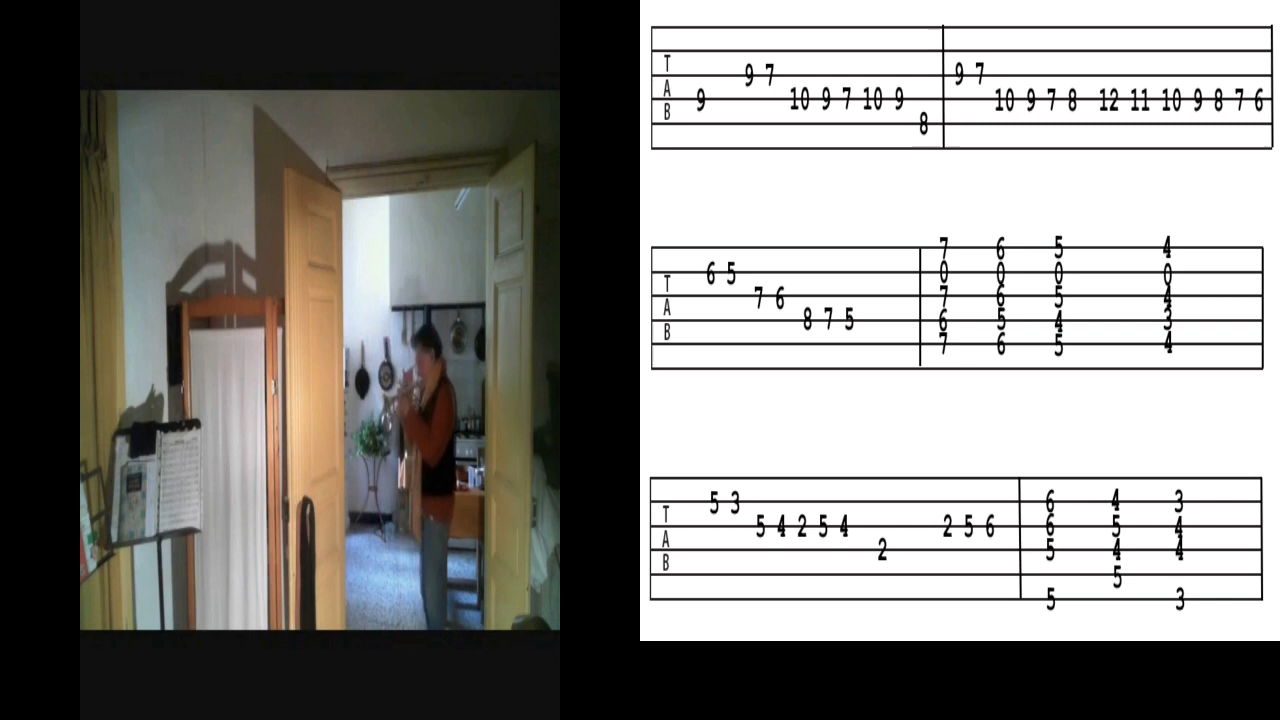 T A B 9 9 7 10 9 7 10 9 8 9 7 10 9 7 8 12 11 10 9 8 7 6
T A B 6 5 7 6 8 7 5 7 0 7 6 7 6 0 6 5 6 5 0 5 4 5 4 0 4 3 4
T A B 5 3 5 4 2 5 4 2 2 5 6 6 6 5 5 4 5 4 5 3 4 4 3